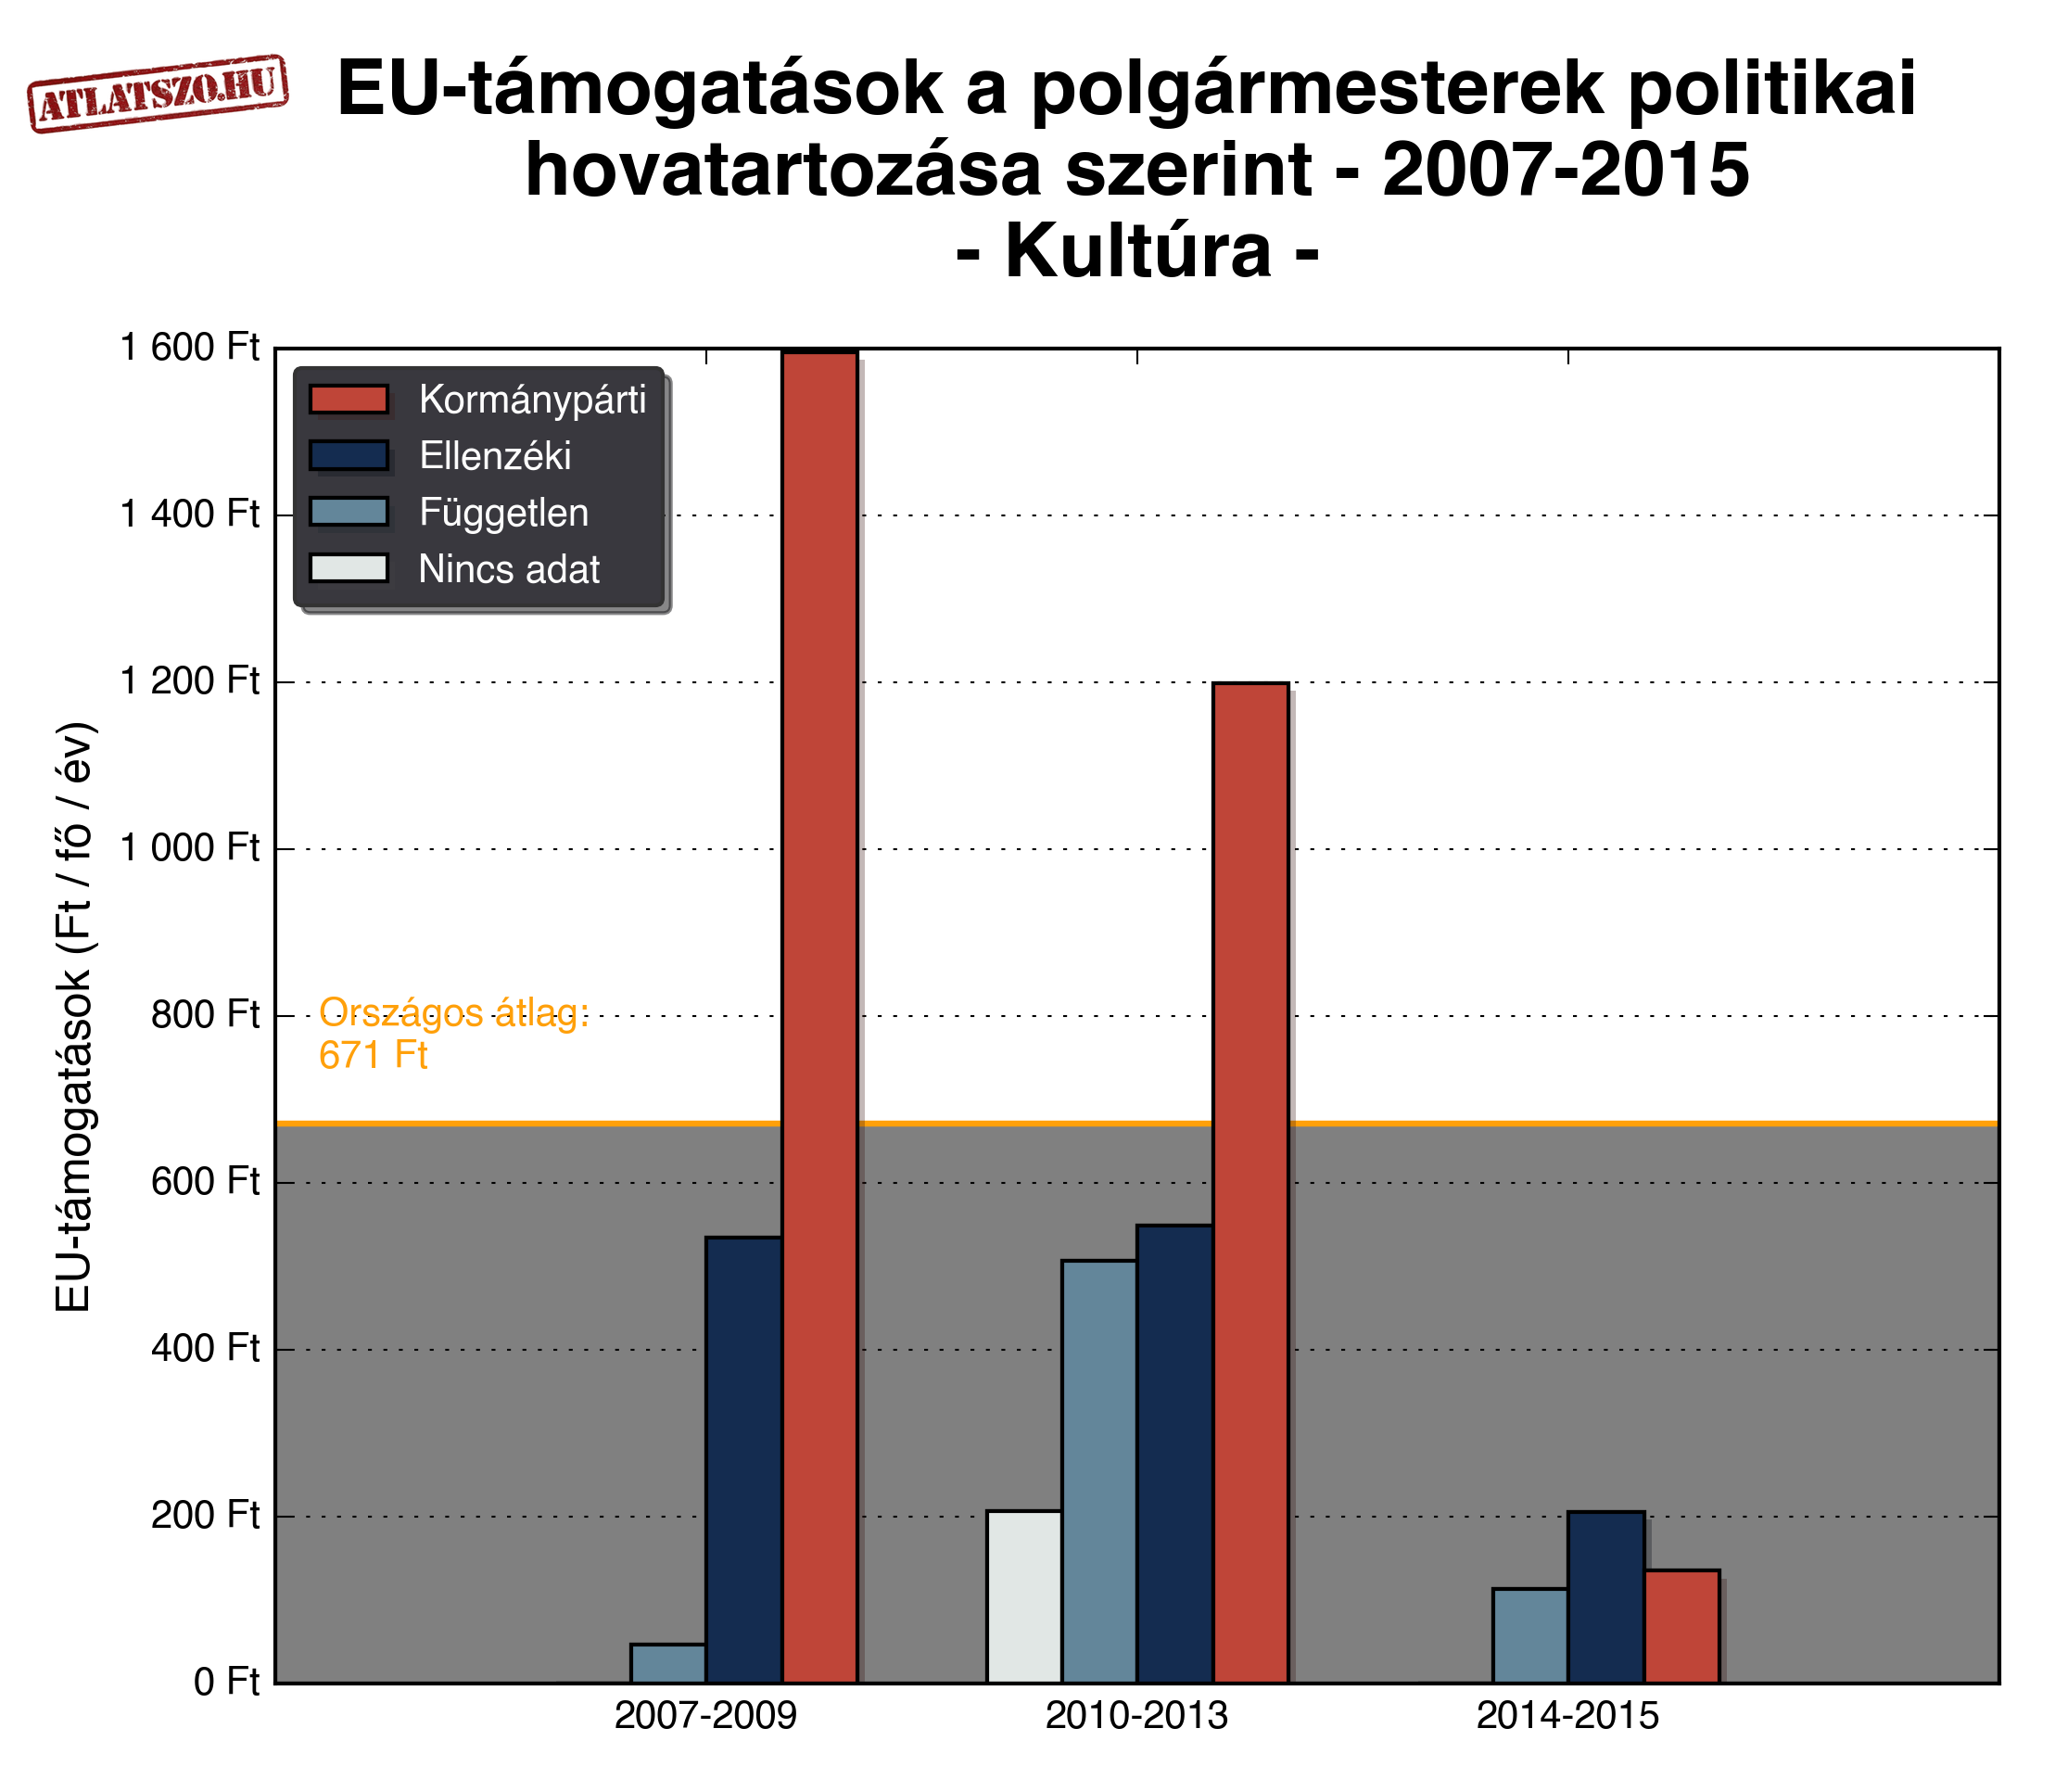 ATLATSZO.HU
EU-támogatások a polgármesterek politikai
hovatartozása szerint - 2007-2015
- Kultúra -
1 600 Ft
1 400 Ft
1 200 Ft
1 000 Ft
800 Ft
600 Ft
400 Ft
200 Ft
0 Ft
EU-támogatások (Ft / fő / év)
Kormánypárti
Ellenzéki
Független
Nincs adat
Országos átlag:
671 Ft
2007-2009
2010-2013
2014-2015